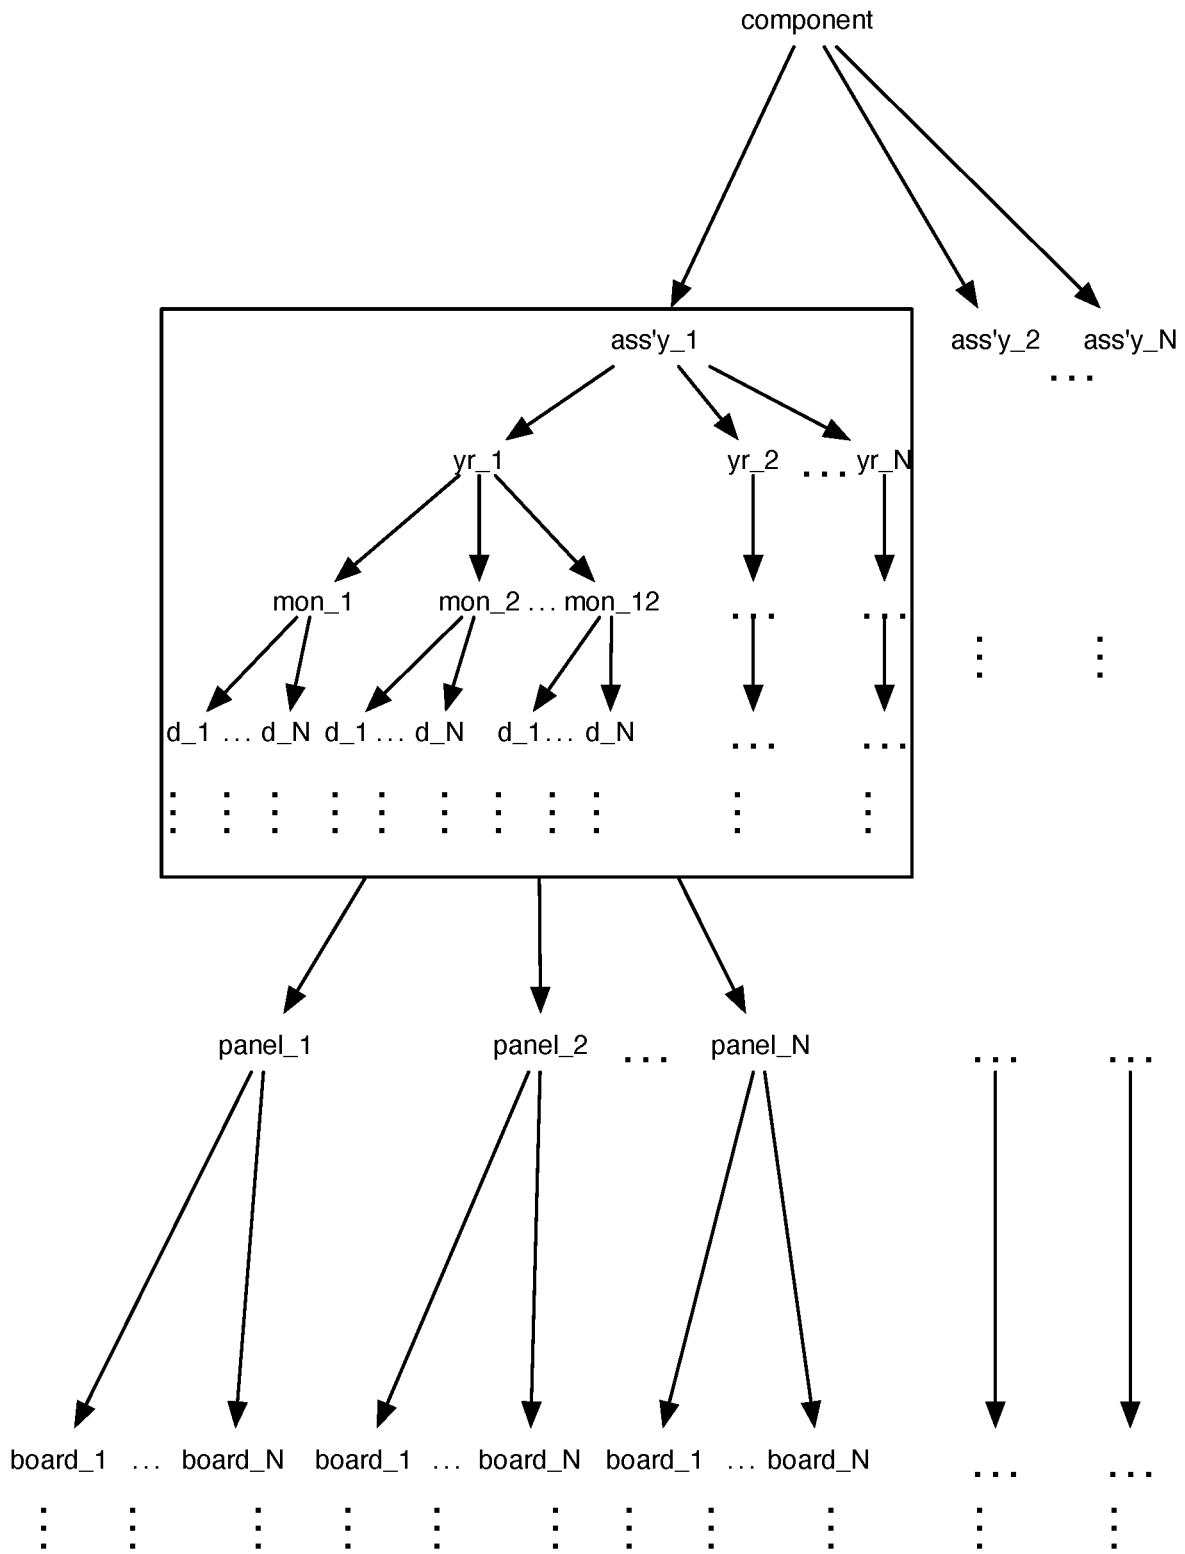 component
ass'y_1 ass'y_2 ... ass'y_N
yr_1 yr_2 ... yr_N
mon_1 mon_2 ... mon_12 ... ...
d_1 ... d_N d_1 ... d_N d_1 ... d_N ... ...
panel_1 panel_2 ... panel_N ... ...
board_1 ... board_N board_1 ... board_N board_1 ... board_N ... ...